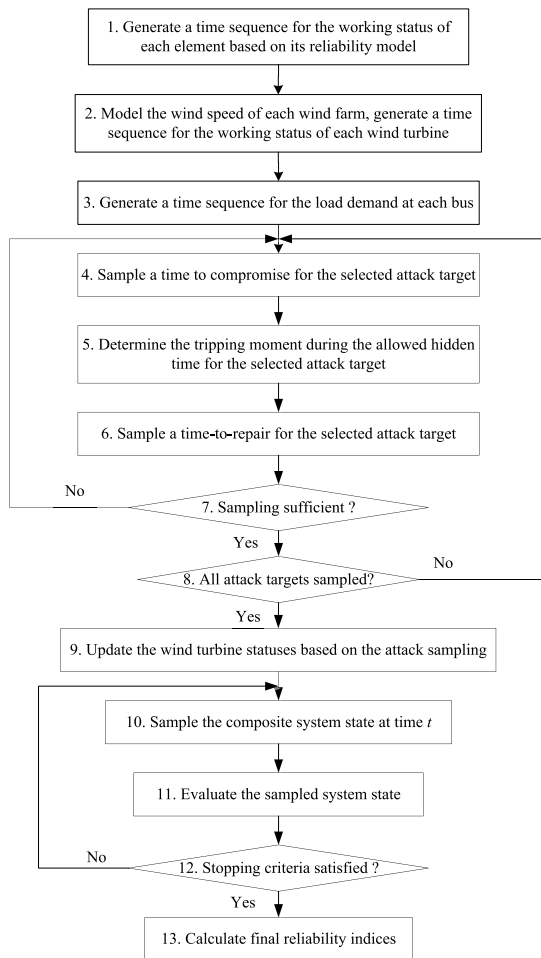 1. Generate a time sequence for the working status of
each element based on its reliability model
2. Model the wind speed of each wind farm, generate a time
sequence for the working status of each wind turbine
3. Generate a time sequence for the load demand at each bus
4. Sample a time to compromise for the selected attack target
5. Determine the tripping moment during the allowed hidden
time for the selected attack target
6. Sample a time-to-repair for the selected attack target
No
7. Sampling sufficient ?
Yes
No
8. All attack targets sampled?
Yes
9. Update the wind turbine statuses based on the attack sampling
10. Sample the composite system state at time t
11. Evaluate the sampled system state
No
12. Stopping criteria satisfied ?
Yes
13. Calculate final reliability indices